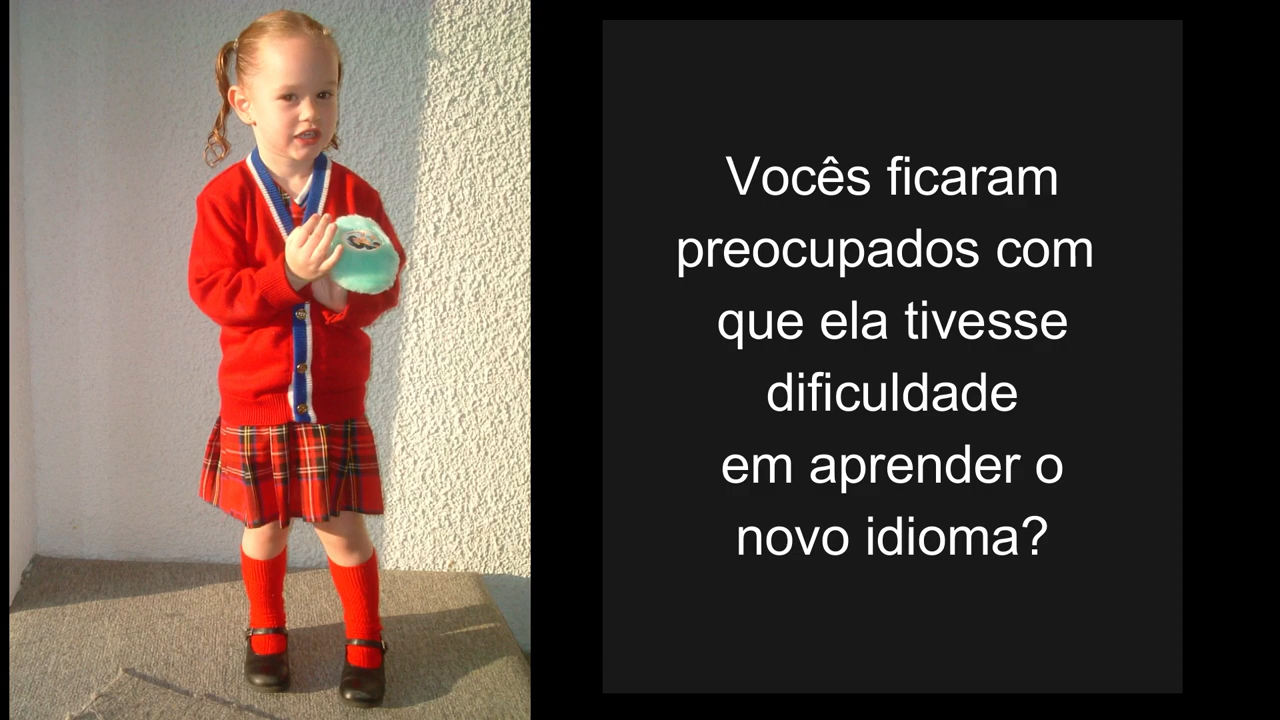 Vocês ficaram
preocupados com
que ela tivesse
dificuldade
em aprender o
novo idioma?